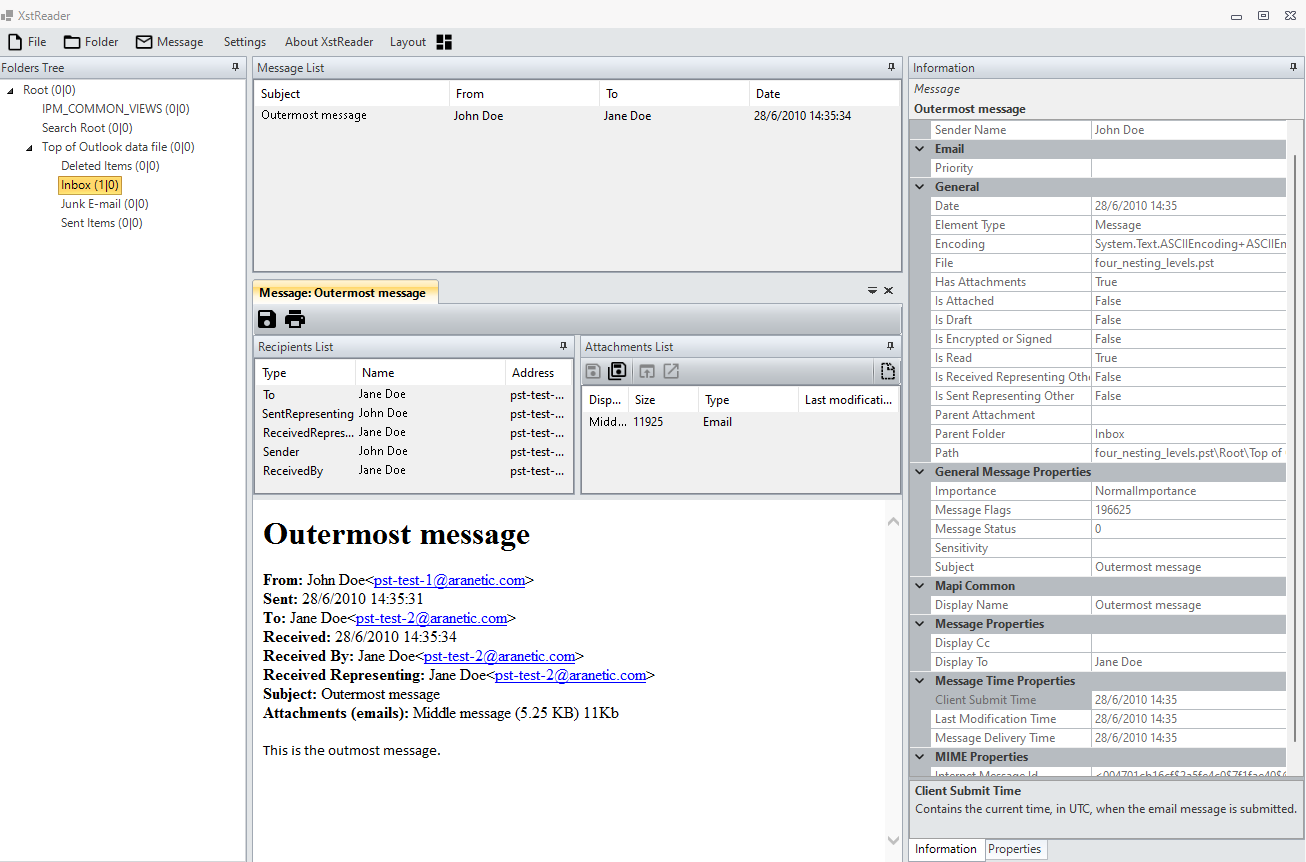 XstReader
File Folder Message Settings About XstReader Layout
Folders Tree
Root (0|0)
IPM_COMMON_VIEWS (0|0)
Search Root (0|0)
Top of Outlook data file (0|0)
Deleted Items (0|0)
Inbox (1|0)
Junk E-mail (0|0)
Sent Items (0|0)
Message List
Subject From To Date
Outermost message John Doe Jane Doe 28/6/2010 14:35:34
Message: Outermost message
Recipients List
Type Name Address
To Jane Doe pst-test-...
SentRepresenting John Doe pst-test-...
ReceivedRepres... Jane Doe pst-test-...
Sender John Doe pst-test-...
ReceivedBy Jane Doe pst-test-...
Attachments List
Disp... Size Type Last modificati...
Midd... 11925 Email
Outermost message
From: John Doe<pst-test-1@aranetic.com>
Sent: 28/6/2010 14:35:31
To: Jane Doe<pst-test-2@aranetic.com>
Received: 28/6/2010 14:35:34
Received By: Jane Doe<pst-test-2@aranetic.com>
Received Representing: Jane Doe<pst-test-2@aranetic.com>
Subject: Outermost message
Attachments (emails): Middle message (5.25 KB) 11Kb
This is the outmost message.
Information
Message
Outermost message
Sender Name John Doe
Email
Priority
General
Date 28/6/2010 14:35
Element Type Message
Encoding System.Text.ASCIIEncoding+ASCIIEn
File four_nesting_levels.pst
Has Attachments True
Is Attached False
Is Draft False
Is Encrypted or Signed False
Is Read True
Is Received Representing Othe False
Is Sent Representing Other False
Parent Attachment
Parent Folder Inbox
Path four_nesting_levels.pst\Root\Top of
General Message Properties
Importance NormalImportance
Message Flags 196625
Message Status 0
Sensitivity
Subject Outermost message
Mapi Common
Display Name Outermost message
Message Properties
Display Cc
Display To Jane Doe
Message Time Properties
Client Submit Time 28/6/2010 14:35
Last Modification Time 28/6/2010 14:35
Message Delivery Time 28/6/2010 14:35
MIME Properties
Internet Message Id
Client Submit Time
Contains the current time, in UTC, when the email message is submitted.
Information Properties